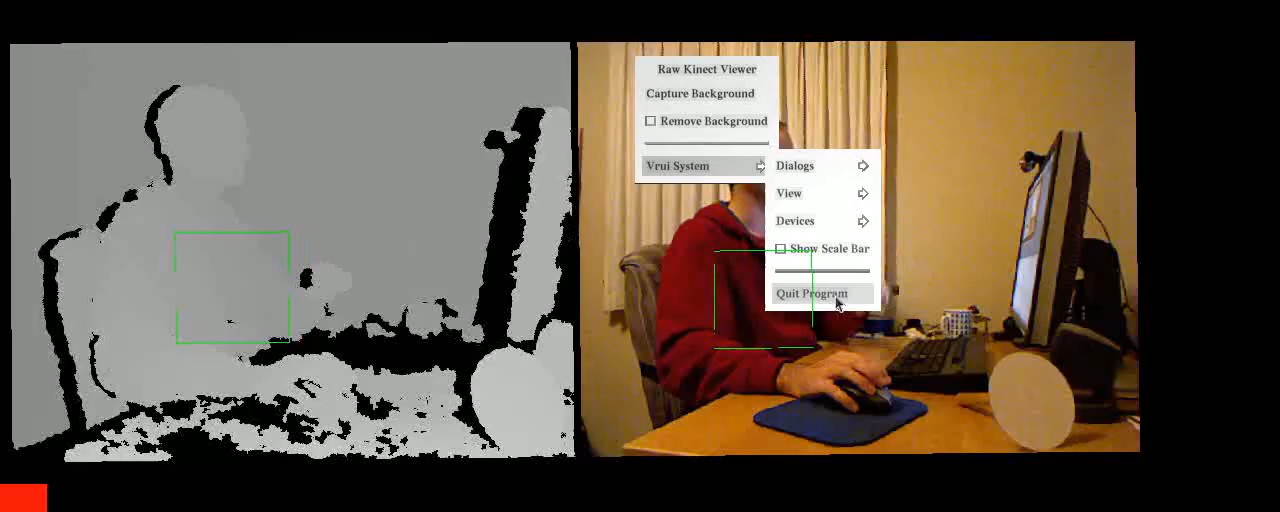 Raw Kinect Viewer
Capture Background
Remove Background
Vrui System
Dialogs
View
Devices
Show Scale Bar
Quit Program